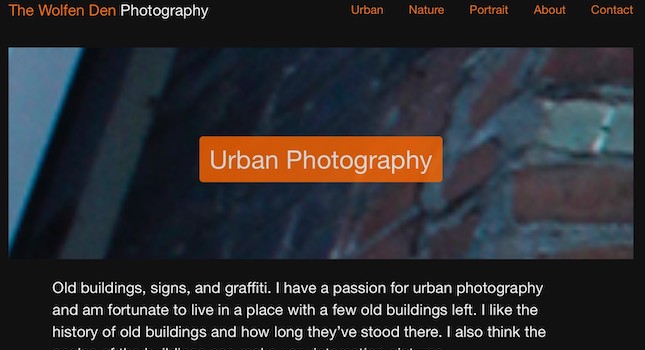 The Wolfen Den Photography
Urban Nature Portrait About Contact
Urban Photography
Old buildings, signs, and graffiti. I have a passion for urban photography
and am fortunate to live in a place with a few old buildings left. I like the
history of old buildings and how long they’ve stood there. I also think the